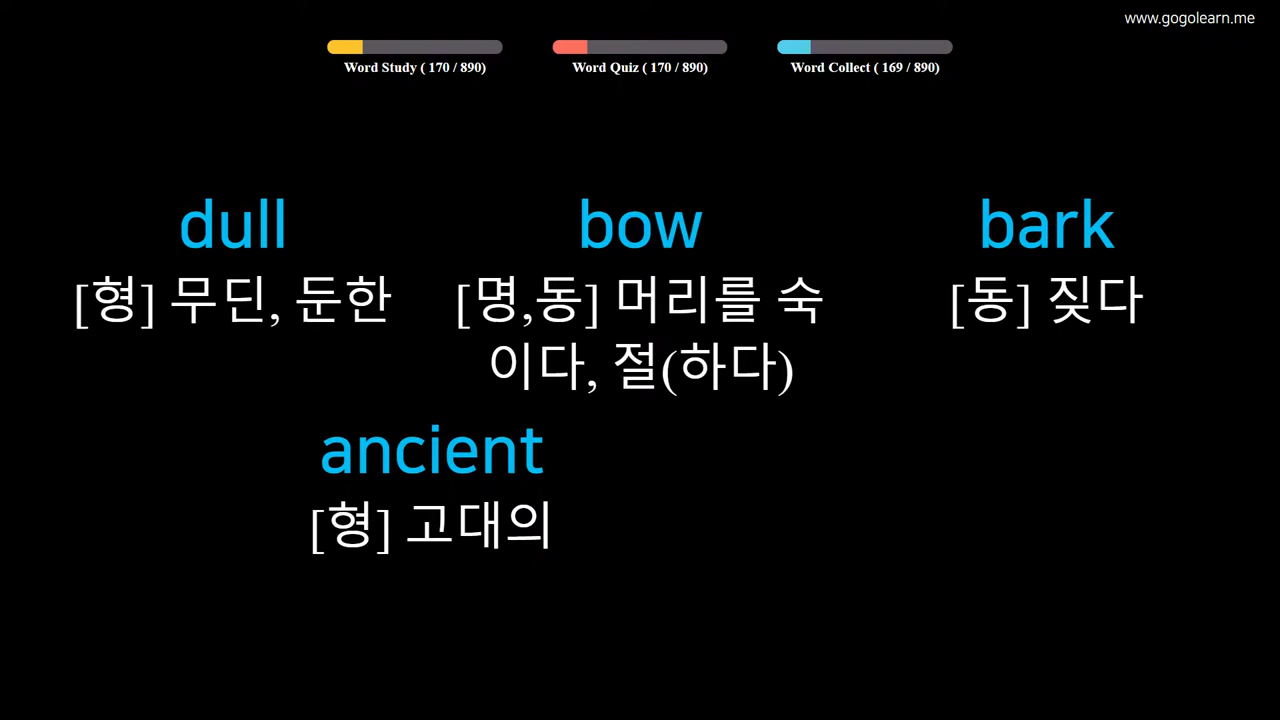 www.gogolearn.me
Word Study ( 170 / 890)
Word Quiz ( 170 / 890)
Word Collect ( 169 / 890)
dull
[형] 무딘, 둔한
bow
[명,동] 머리를 숙
이다, 절(하다)
bark
[동] 짖다
ancient
[형] 고대의